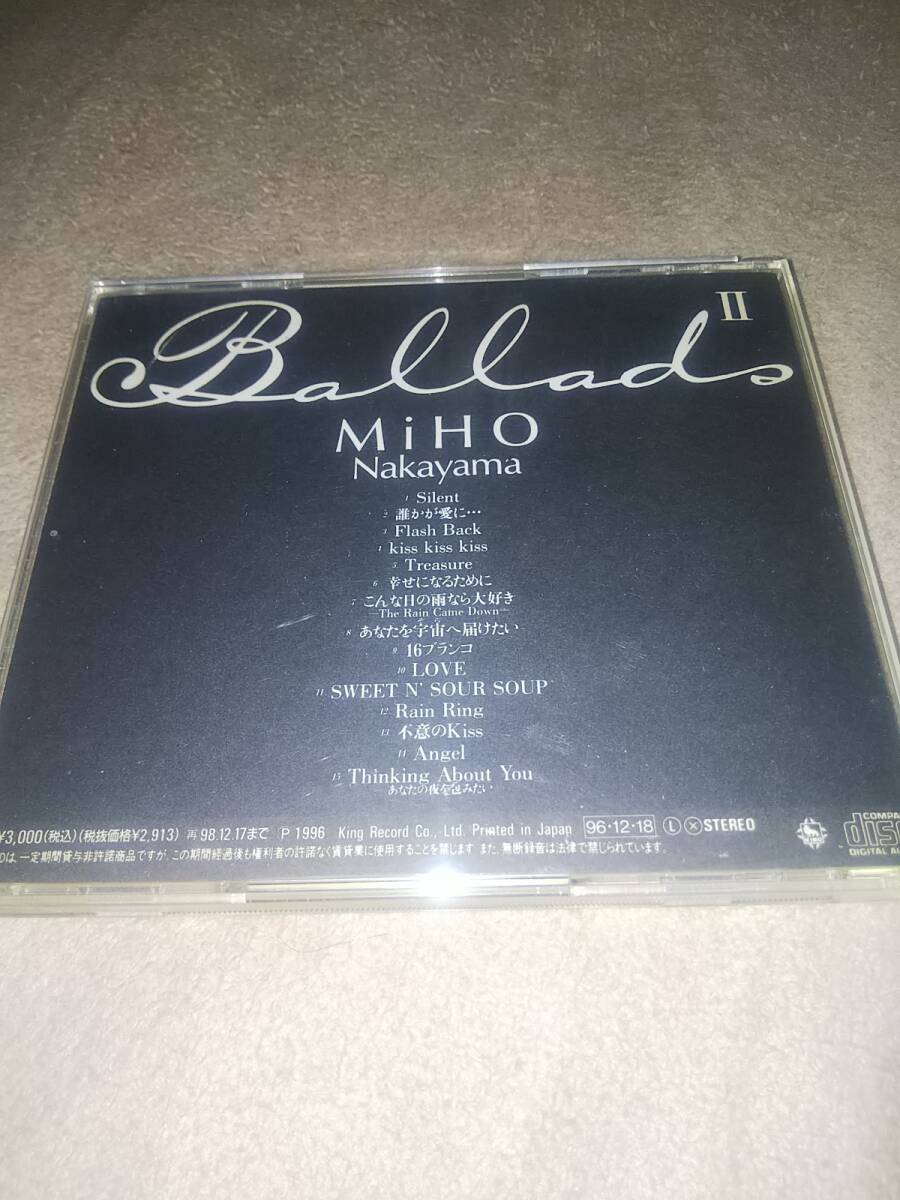 Ballads II
MiHO
Nakayama
1 Silent
2 誰かが愛に…
3 Flash Back
4 kiss kiss kiss
5 Treasure
6 幸せになるために
7 こんな日の雨なら大好き
—The Rain Came Down—
8 あなたを宇宙へ届けたい
9 16ブランコ
10 LOVE
11 SWEET N' SOUR SOUP
12 Rain Ring
13 不意のKiss
14 Angel
15 Thinking About You
あなたの夜を包みたい
¥3,000(税込)(税抜価格¥2,913) 再98.12.17まで Ⓟ 1996 King Record Co., Ltd. Printed in Japan 96・12・18 Ⓛ ⓧ STEREO
は、一定期間貸与非許諾商品ですが、この期間経過後も権利者の許諾なく賃貸業に使用することを禁じます また、無断録音は法律で禁じられています。
disc